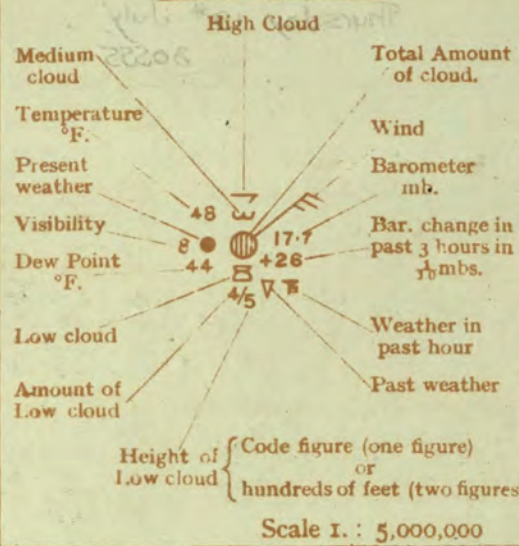 High Cloud
Medium
cloud
Total Amount
of cloud.
Temperature
°F.
Wind
Present
weather
Barometer
mb.
Visibility
Bar. change in
past 3 hours in
1/10 mbs.
Dew Point
°F.
48
8
17·7
44
+26
4/5
Low cloud
Weather in
past hour
Amount of
Low cloud
Past weather
Height of
Low cloud
Code figure (one figure)
or
hundreds of feet (two figures
Scale 1. : 5,000,000